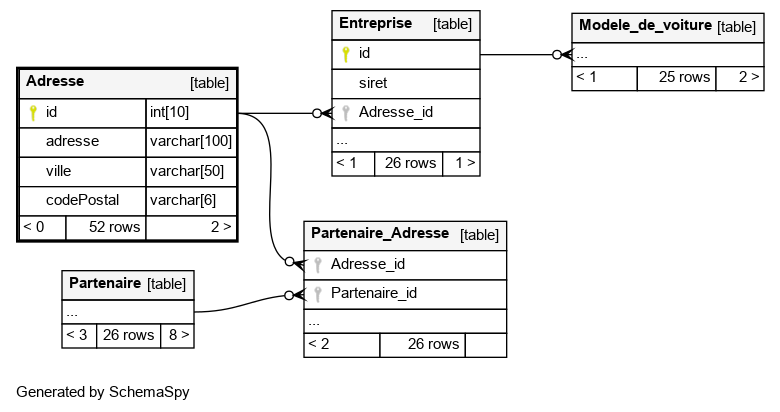 Entreprise [table]
id
siret
Adresse_id
...
< 1 26 rows 1 >
Modele_de_voiture [table]
...
< 1 25 rows 2 >
Adresse [table]
id int[10]
adresse varchar[100]
ville varchar[50]
codePostal varchar[6]
< 0 52 rows 2 >
Partenaire_Adresse [table]
Adresse_id
Partenaire_id
...
< 2 26 rows
Partenaire [table]
...
< 3 26 rows 8 >
Generated by SchemaSpy